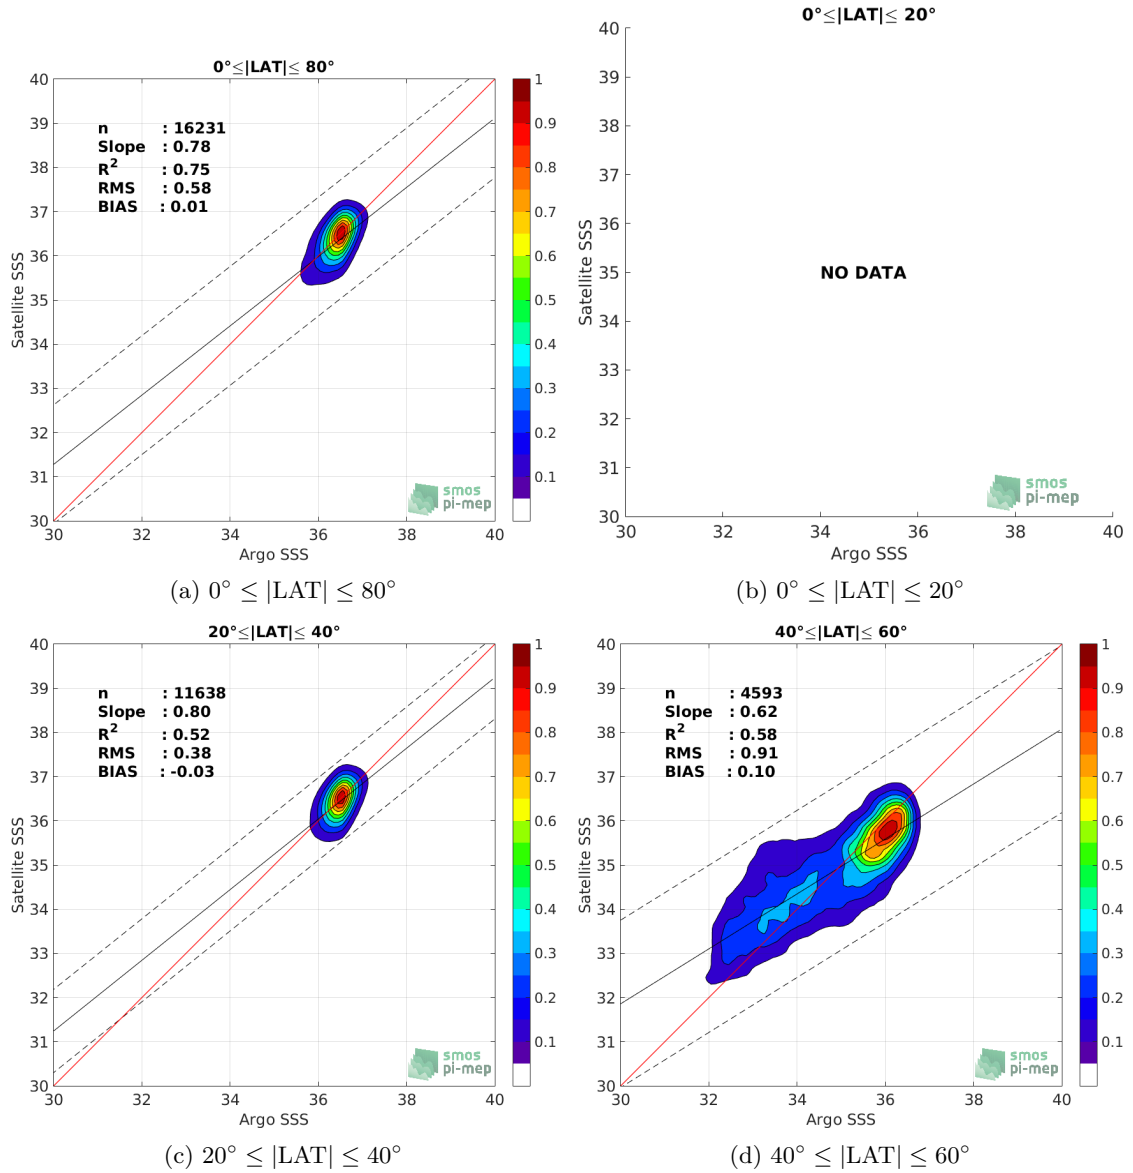 0°≤|LAT|≤ 80°
40
39
38
37
36
35
34
33
32
31
30
Satellite SSS
n : 16231
Slope : 0.78
R² : 0.75
RMS : 0.58
BIAS : 0.01
30 32 34 36 38 40
Argo SSS
1
0.9
0.8
0.7
0.6
0.5
0.4
0.3
0.2
0.1
smos
pi-mep
(a) 0° ≤ |LAT| ≤ 80°
0°≤|LAT|≤ 20°
40
39
38
37
36
35
34
33
32
31
30
Satellite SSS
NO DATA
30 32 34 36 38 40
Argo SSS
smos
pi-mep
(b) 0° ≤ |LAT| ≤ 20°
20°≤|LAT|≤ 40°
40
39
38
37
36
35
34
33
32
31
30
Satellite SSS
n : 11638
Slope : 0.80
R² : 0.52
RMS : 0.38
BIAS : -0.03
30 32 34 36 38 40
Argo SSS
1
0.9
0.8
0.7
0.6
0.5
0.4
0.3
0.2
0.1
smos
pi-mep
(c) 20° ≤ |LAT| ≤ 40°
40°≤|LAT|≤ 60°
40
39
38
37
36
35
34
33
32
31
30
Satellite SSS
n : 4593
Slope : 0.62
R² : 0.58
RMS : 0.91
BIAS : 0.10
30 32 34 36 38 40
Argo SSS
1
0.9
0.8
0.7
0.6
0.5
0.4
0.3
0.2
0.1
smos
pi-mep
(d) 40° ≤ |LAT| ≤ 60°